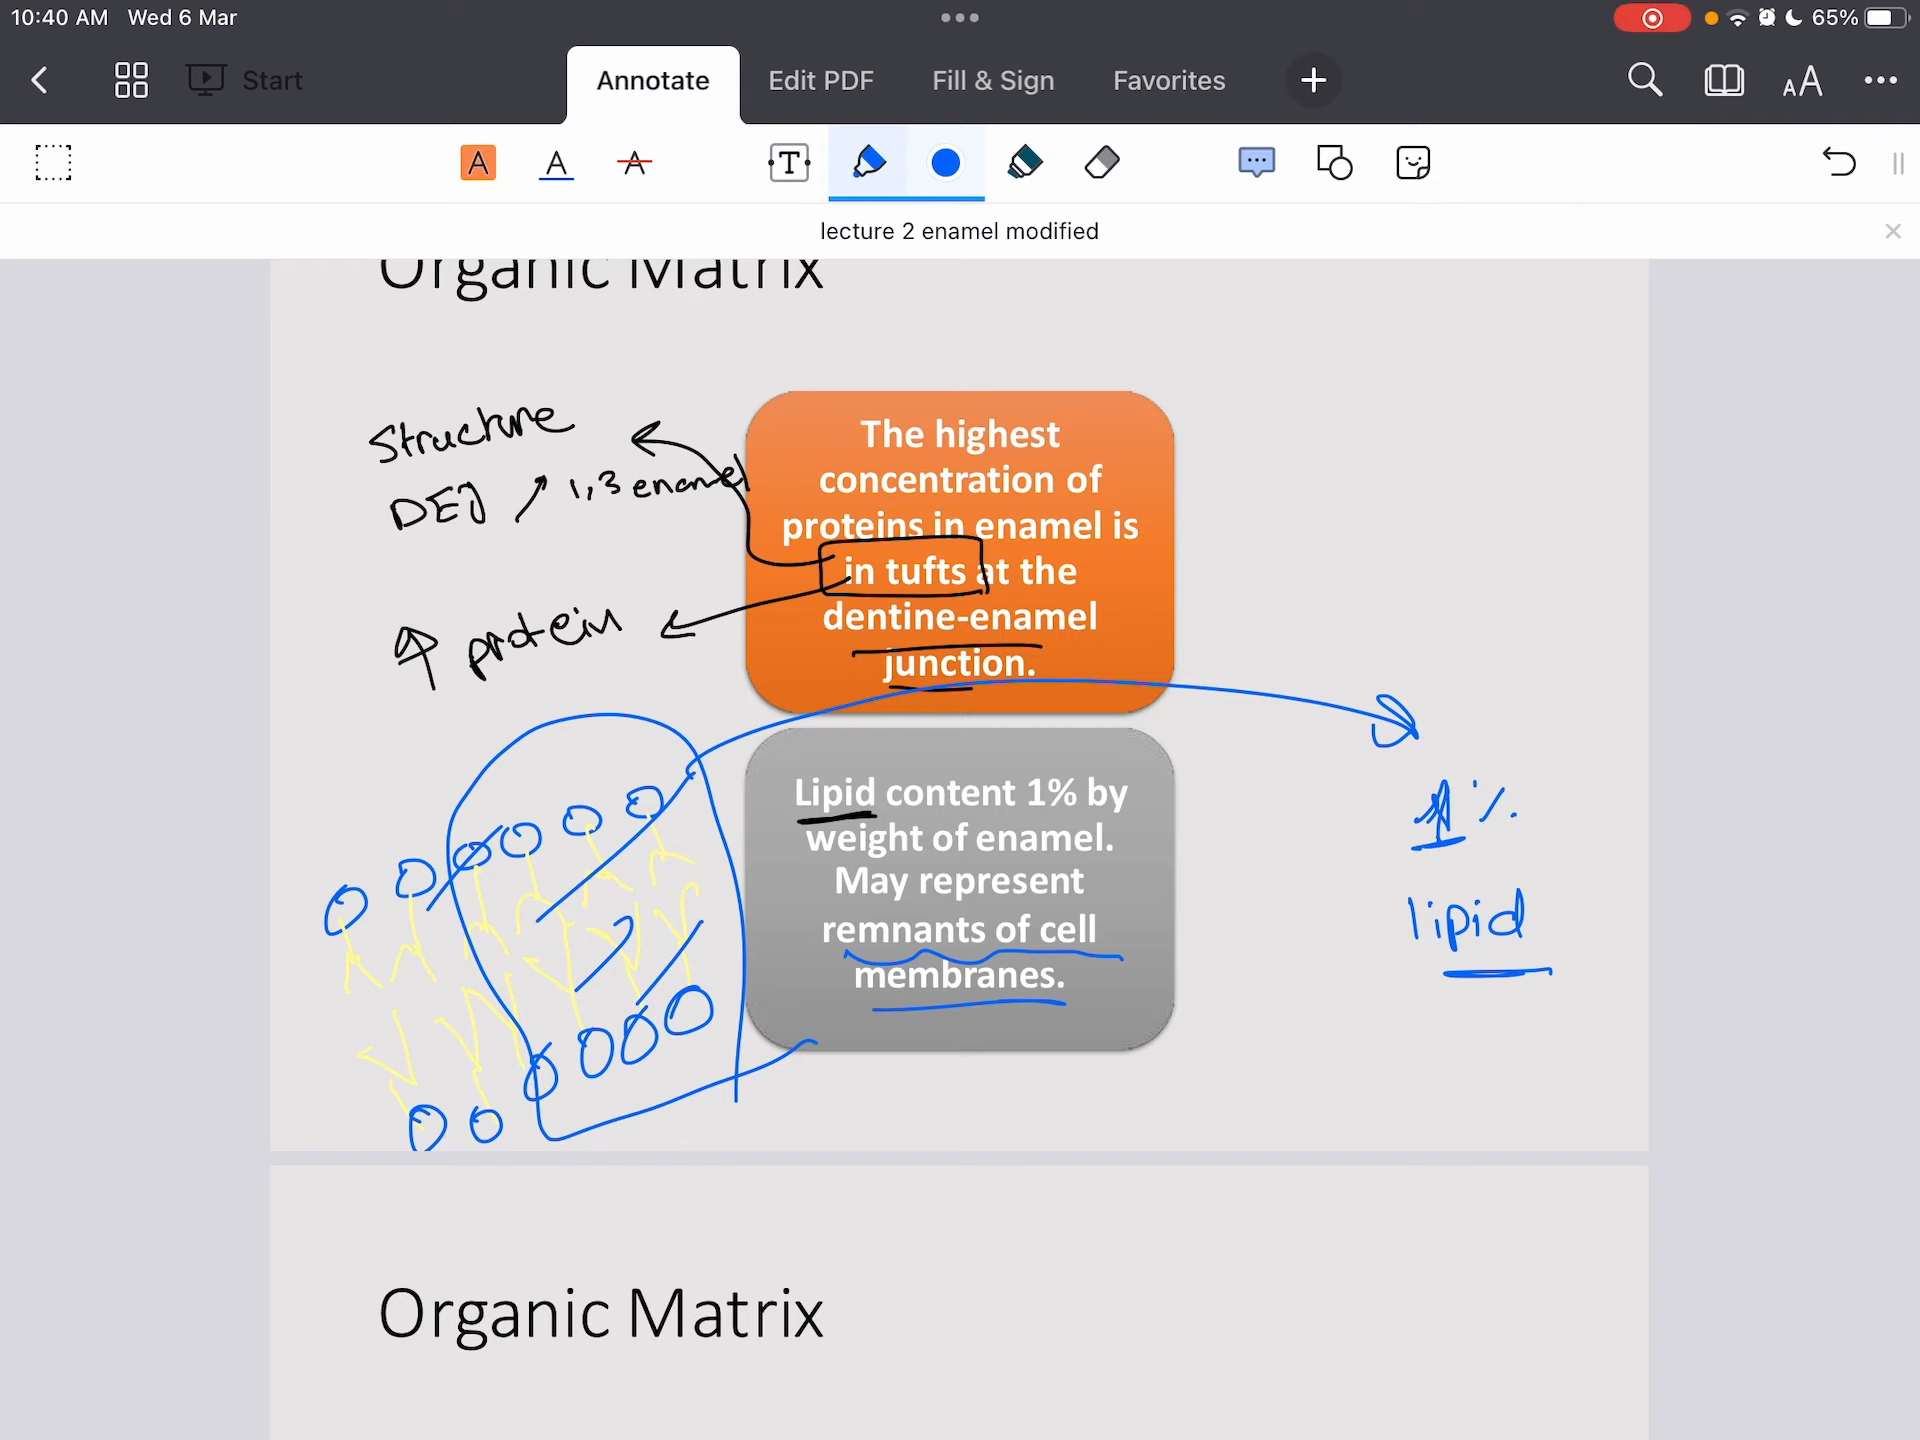 10:40 AM Wed 6 Mar
65%
Start
Annotate
Edit PDF
Fill & Sign
Favorites
lecture 2 enamel modified
Organic Matrix
Structure
DEJ 1,3 enamel
protein
The highest
concentration of
proteins in enamel is
in tufts at the
dentine-enamel
junction.
Lipid content 1% by
weight of enamel.
May represent
remnants of cell
membranes.
1%
lipid
Organic Matrix